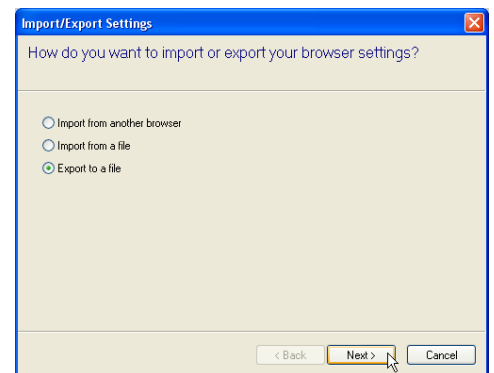 Import/Export Settings
How do you want to import or export your browser settings?
Import from another browser
Import from a file
Export to a file
< Back
Next >
Cancel